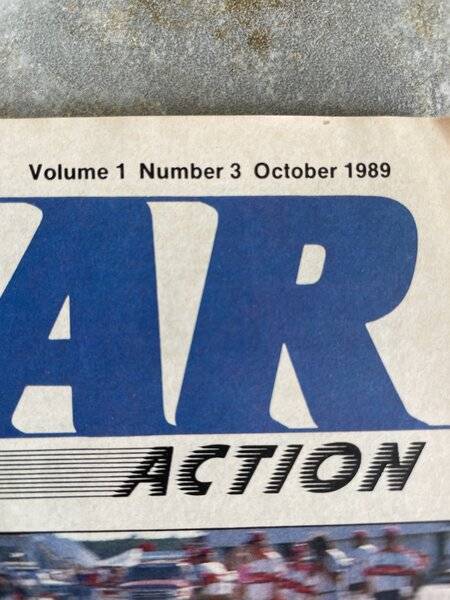 Volume 1 Number 3 October 1989
AR
ACTION